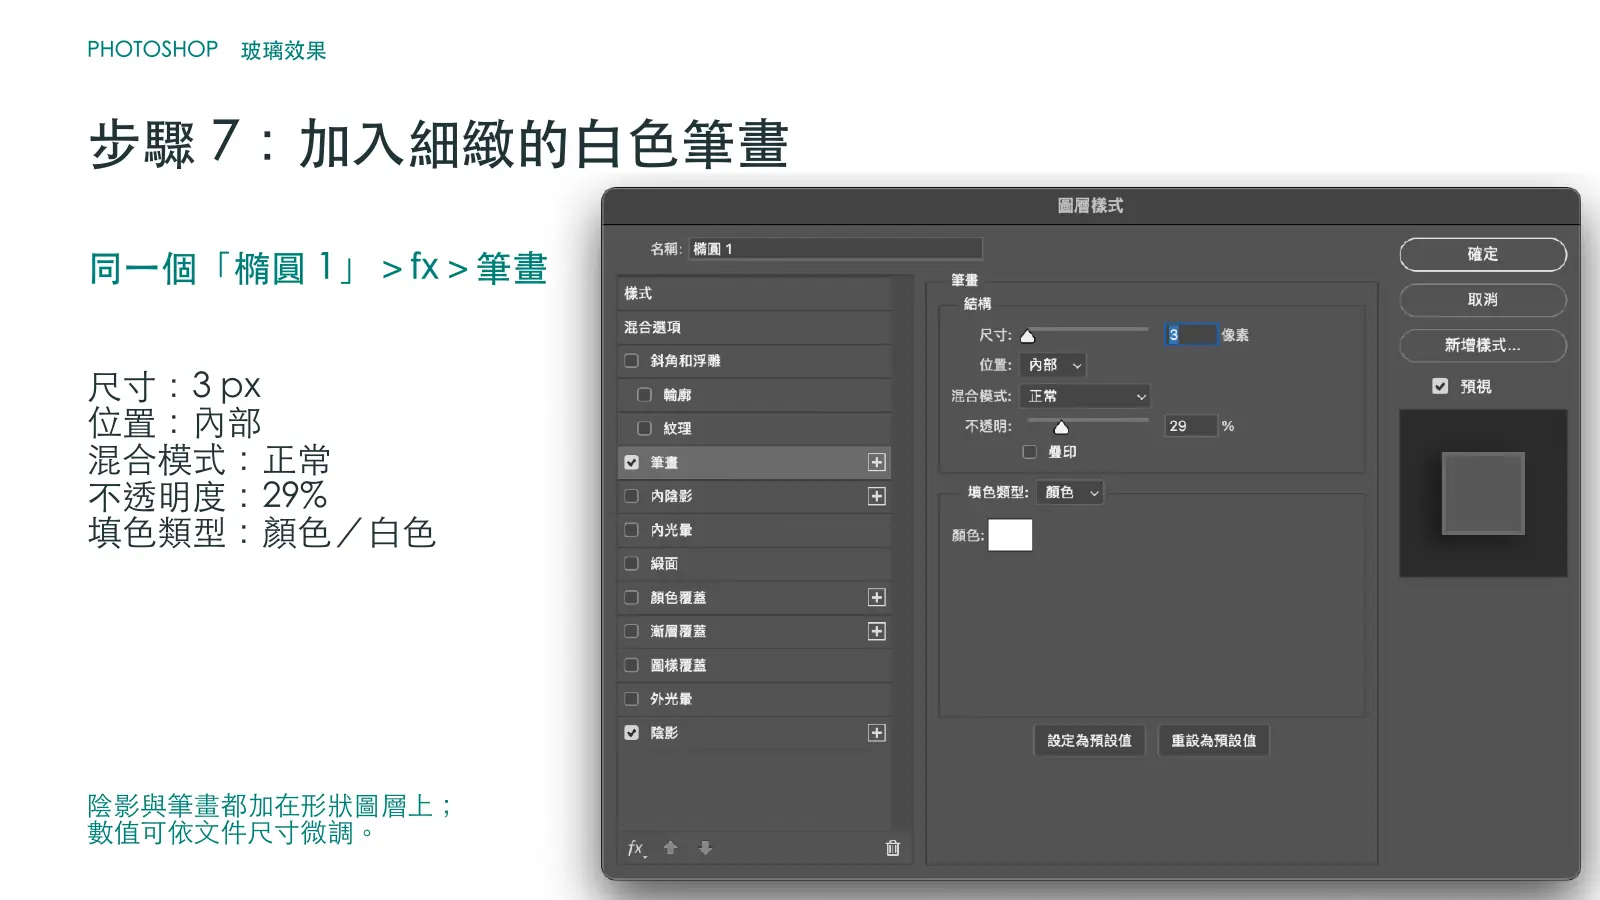 PHOTOSHOP 玻璃效果
步驟 7：加入細緻的白色筆畫
同一個「橢圓 1」 > fx > 筆畫
尺寸：3 px
位置：內部
混合模式：正常
不透明度：29%
填色類型：顏色／白色
陰影與筆畫都加在形狀圖層上；
數值可依文件尺寸微調。
圖層樣式
名稱: 橢圓 1
樣式
混合選項
斜角和浮雕
輪廓
紋理
筆畫
內陰影
內光暈
緞面
顏色覆蓋
漸層覆蓋
圖樣覆蓋
外光暈
陰影
fx
筆畫
結構
尺寸: 3 像素
位置: 內部
混合模式: 正常
不透明: 29 %
疊印
填色類型: 顏色
顏色:
設定為預設值 重設為預設值
確定
取消
新增樣式...
預視